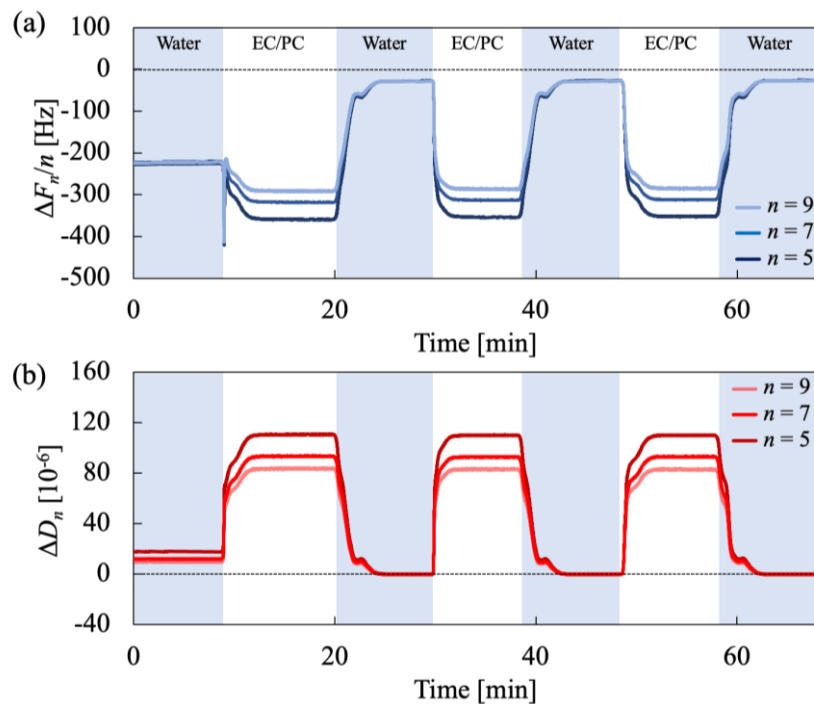 (a)
ΔFₙ/n [Hz]
100
0
-100
-200
-300
-400
-500
Water EC/PC Water EC/PC Water EC/PC Water
n = 9
n = 7
n = 5
0 20 40 60
Time [min]
(b)
ΔDₙ [10⁻⁶]
160
120
80
40
0
-40
n = 9
n = 7
n = 5
0 20 40 60
Time [min]